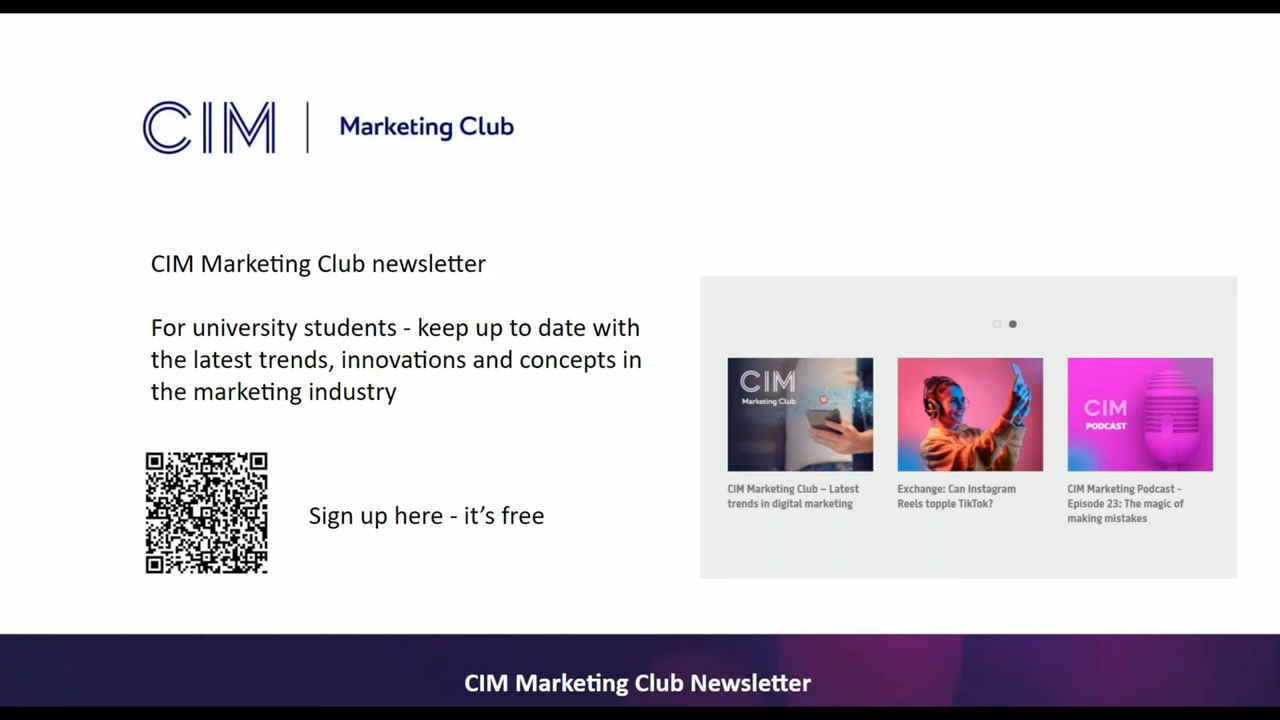 CIM | Marketing Club
CIM Marketing Club newsletter
For university students - keep up to date with
the latest trends, innovations and concepts in
the marketing industry
Sign up here - it’s free
CIM
Marketing Club
CIM Marketing Club – Latest
trends in digital marketing
Exchange: Can Instagram
Reels topple TikTok?
CIM
PODCAST
CIM Marketing Podcast -
Episode 23: The magic of
making mistakes
CIM Marketing Club Newsletter